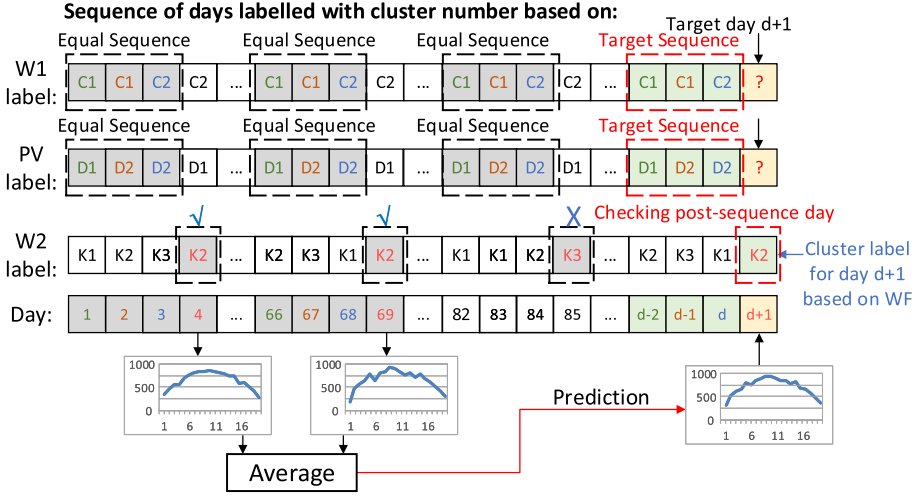 Sequence of days labelled with cluster number based on:
Target day d+1
Equal Sequence Equal Sequence Equal Sequence Target Sequence
W1 label: C1 C1 C2 C2 ... C1 C1 C2 C2 ... C1 C1 C2 C2 ... C1 C1 C2 ?
Equal Sequence Equal Sequence Equal Sequence Target Sequence
PV label: D1 D2 D2 D1 ... D1 D2 D2 D1 ... D1 D2 D2 D1 ... D1 D2 D2 ?
√ √ X Checking post-sequence day
W2 label: K1 K2 K3 K2 ... K2 K3 K1 K2 ... K1 K1 K2 K3 ... K2 K3 K1 K2
Cluster label
for day d+1
based on WF
Day: 1 2 3 4 ... 66 67 68 69 ... 82 83 84 85 ... d-2 d-1 d d+1
1000 1000 1000
500 500 500
0 0 0
1 6 11 16 1 6 11 16 1 6 11 16
Prediction
Average